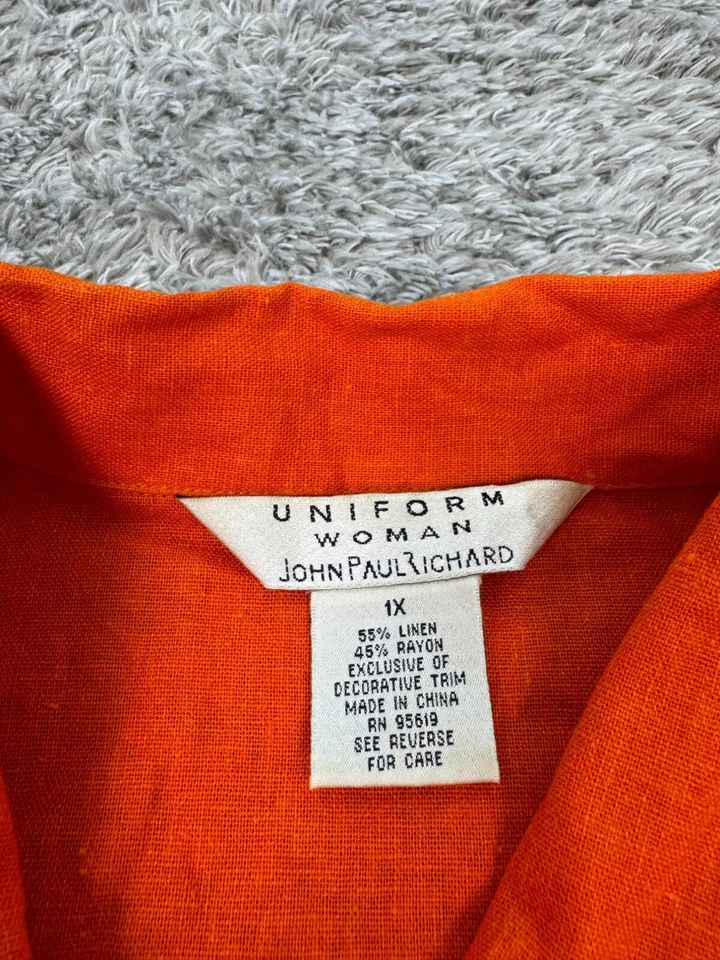 UNIFORM
WOMAN
JOHN PAUL RICHARD
1X
55% LINEN
45% RAYON
EXCLUSIVE OF
DECORATIVE TRIM
MADE IN CHINA
RN 95619
SEE REVERSE
FOR CARE